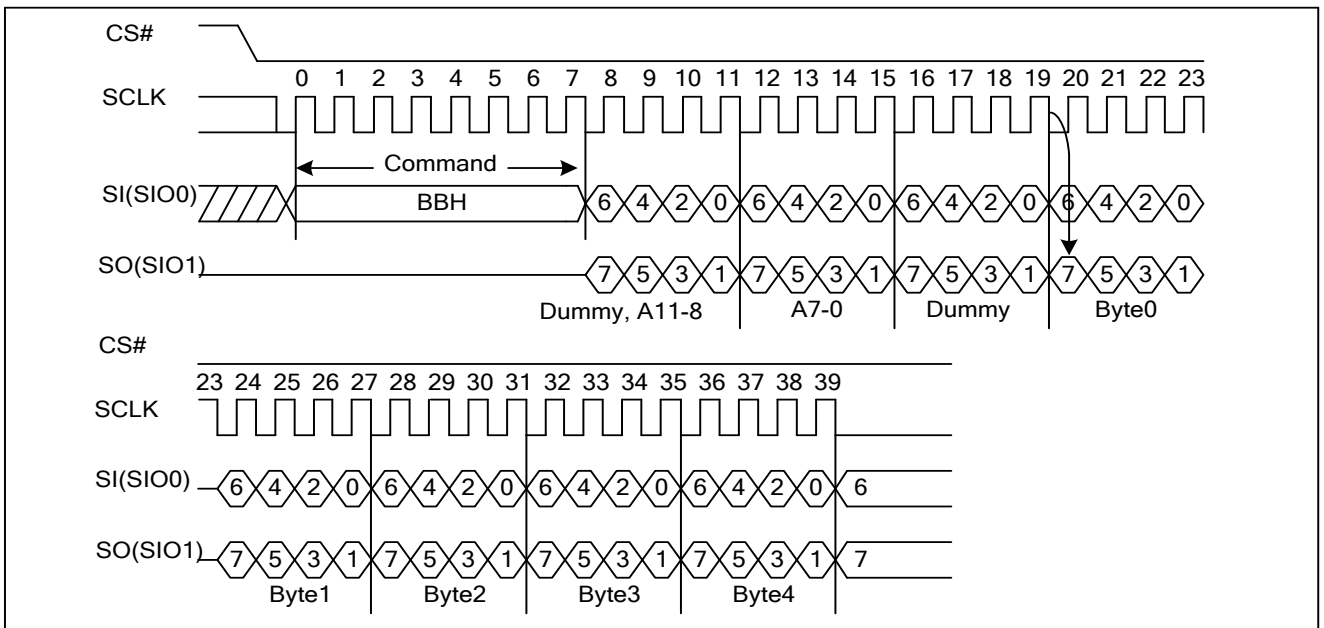 CS#
0 1 2 3 4 5 6 7 8 9 10 11 12 13 14 15 16 17 18 19 20 21 22 23
SCLK
Command
SI(SIO0) BBH 6 4 2 0 6 4 2 0 6 4 2 0 6 4 2 0
SO(SIO1) 7 5 3 1 7 5 3 1 7 5 3 1 7 5 3 1
Dummy, A11-8 A7-0 Dummy Byte0
CS#
23 24 25 26 27 28 29 30 31 32 33 34 35 36 37 38 39
SCLK
SI(SIO0) 6 4 2 0 6 4 2 0 6 4 2 0 6 4 2 0 6
SO(SIO1) 7 5 3 1 7 5 3 1 7 5 3 1 7 5 3 1 7
Byte1 Byte2 Byte3 Byte4